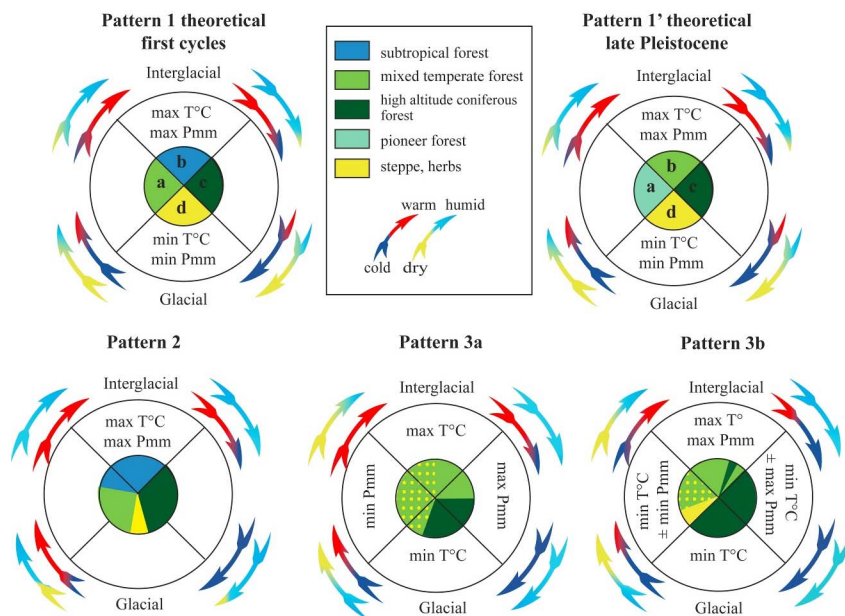 Pattern 1 theoretical
first cycles
Interglacial
max T°C
max Pmm
b
a
c
d
min T°C
min Pmm
Glacial
subtropical forest
mixed temperate forest
high altitude coniferous
forest
pioneer forest
steppe, herbs
warm humid
cold dry
Pattern 1’ theoretical
late Pleistocene
Interglacial
max T°C
max Pmm
b
a
c
d
min T°C
min Pmm
Glacial
Pattern 2
Interglacial
max T°C
max Pmm
Glacial
Pattern 3a
Interglacial
max T°C
min Pmm
max Pmm
min T°C
Glacial
Pattern 3b
Interglacial
max T°
max Pmm
min T°C
± min Pmm
min T°C
± max Pmm
min T°C
Glacial